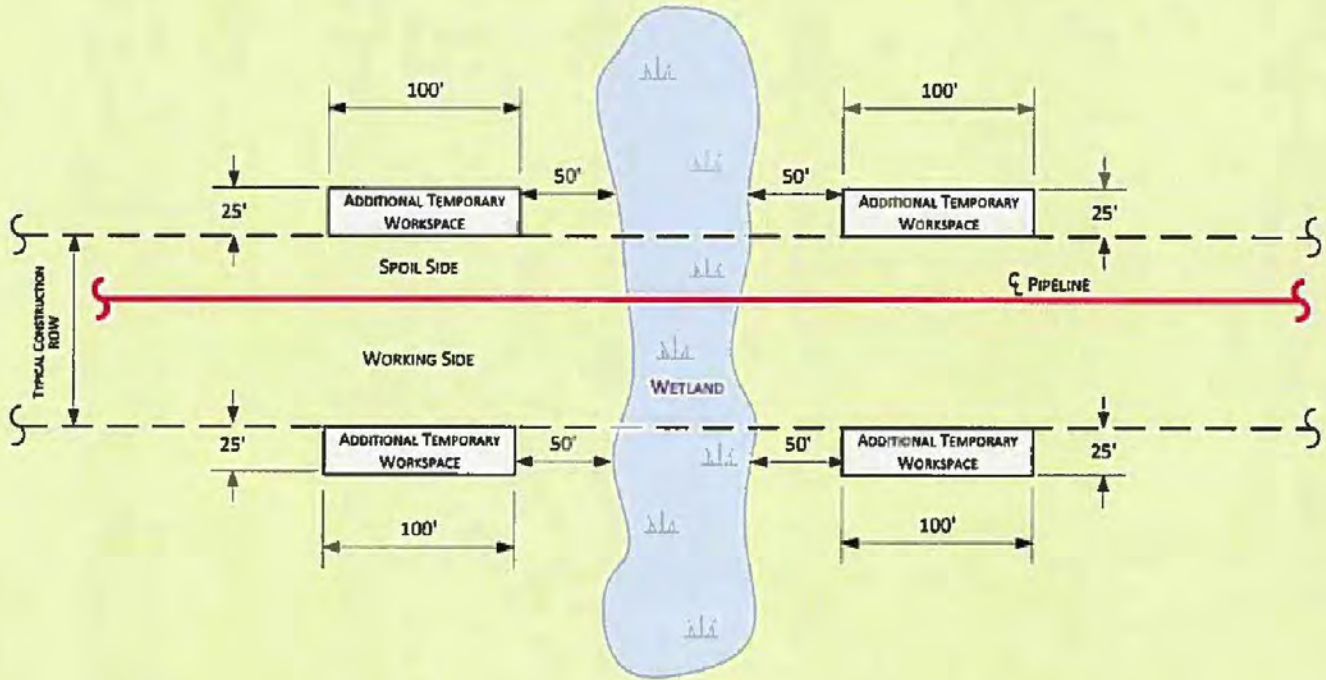 100'
100'
50'
50'
25'
ADDITIONAL TEMPORARY
WORKSPACE
ADDITIONAL TEMPORARY
WORKSPACE
25'
SPOIL SIDE
℄ PIPELINE
TYPICAL CONSTRUCTION
ROW
WORKING SIDE
WETLAND
25'
ADDITIONAL TEMPORARY
WORKSPACE
50'
50'
ADDITIONAL TEMPORARY
WORKSPACE
25'
100'
100'